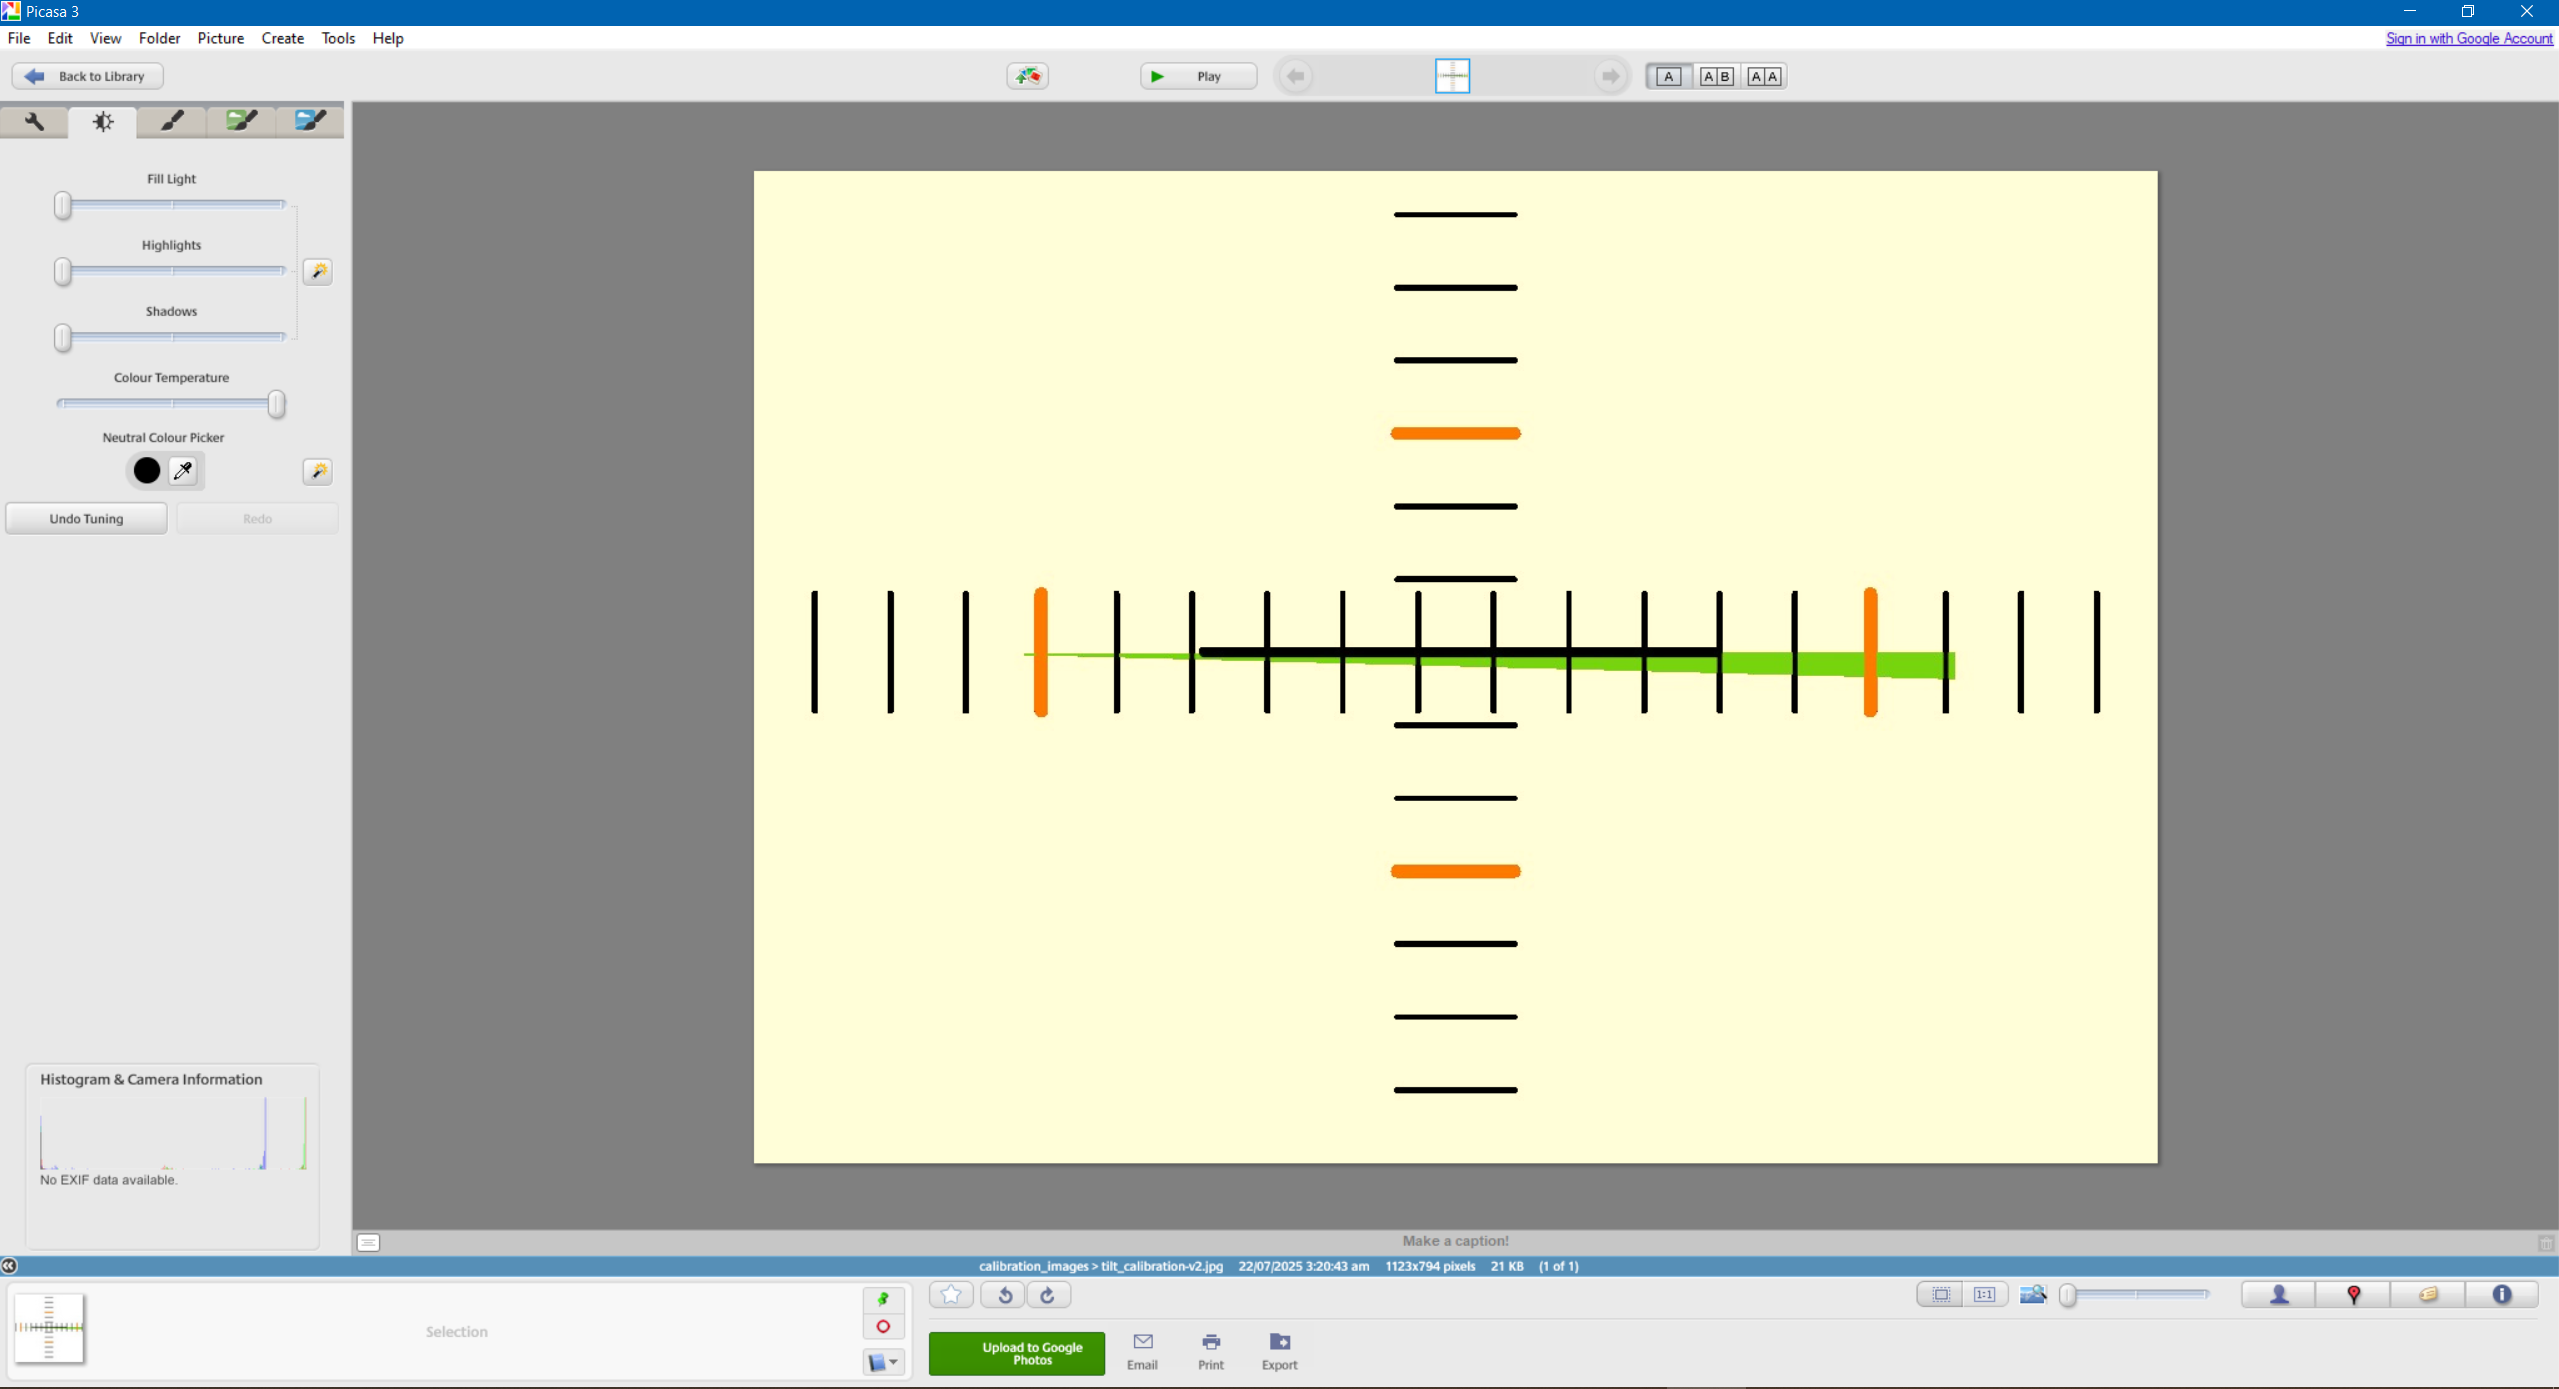 Picasa 3
File Edit View Folder Picture Create Tools Help
Sign in with Google Account
Back to Library
Play
A A B A A
Fill Light
Highlights
Shadows
Colour Temperature
Neutral Colour Picker
Undo Tuning Redo
Histogram & Camera Information
No EXIF data available.
Make a caption!
calibration_images > tilt_calibration-v2.jpg 22/07/2025 3:20:43 am 1123x794 pixels 21 KB (1 of 1)
Selection
1:1
Upload to Google
Photos
Email Print Export